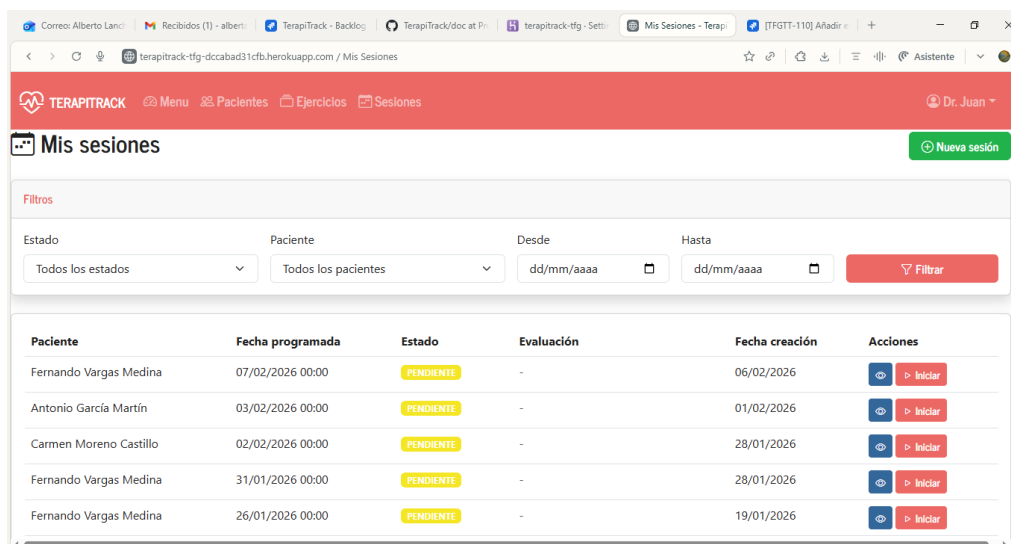 Correo: Alberto Lanch
Recibidos (1) - albert
TerapiTrack - Backlog
TerapiTrack/doc at Pr
terapitrack-tfg · Setti
Mis Sesiones - Terapi
[TFGTT-110] Añadir e
terapitrack-tfg-dccabad31cfb.herokuapp.com / Mis Sesiones
Asistente
TERAPITRACK Menu Pacientes Ejercicios Sesiones Dr. Juan
Mis sesiones
Nueva sesión
Filtros
Estado Paciente Desde Hasta
Todos los estados Todos los pacientes dd/mm/aaaa dd/mm/aaaa Filtrar
Paciente Fecha programada Estado Evaluación Fecha creación Acciones
Fernando Vargas Medina 07/02/2026 00:00 PENDIENTE - 06/02/2026 Iniciar
Antonio García Martín 03/02/2026 00:00 PENDIENTE - 01/02/2026 Iniciar
Carmen Moreno Castillo 02/02/2026 00:00 PENDIENTE - 28/01/2026 Iniciar
Fernando Vargas Medina 31/01/2026 00:00 PENDIENTE - 28/01/2026 Iniciar
Fernando Vargas Medina 26/01/2026 00:00 PENDIENTE - 19/01/2026 Iniciar